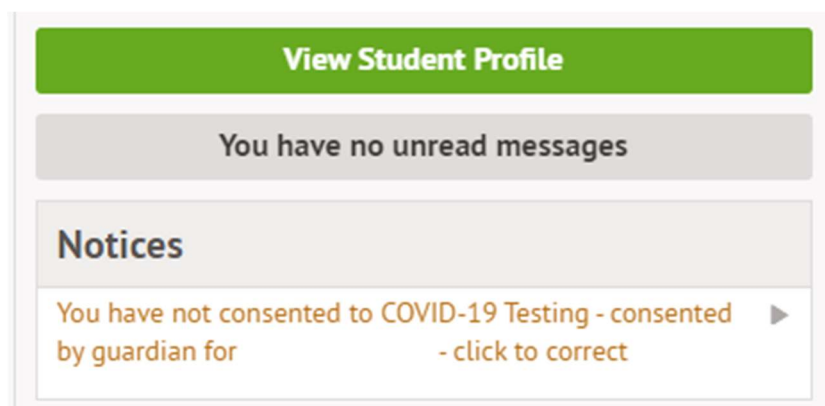 View Student Profile
You have no unread messages
Notices
You have not consented to COVID-19 Testing - consented
by guardian for - click to correct